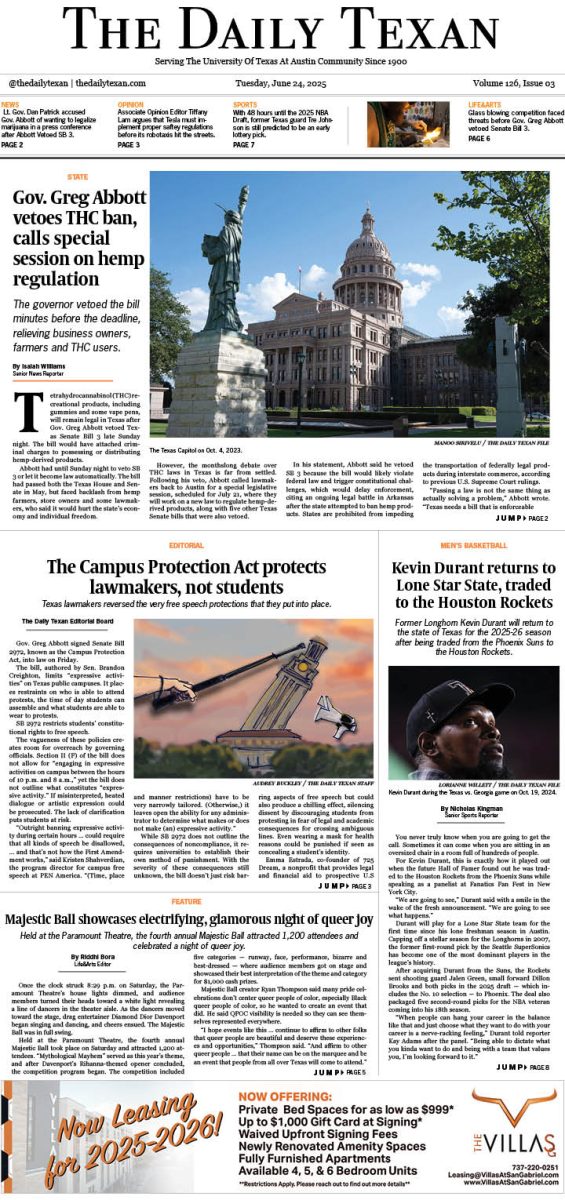 THE DAILY TEXAN
Serving The University Of Texas At Austin Community Since 1900
@thedailytexan | thedailytexan.com
Tuesday, June 24, 2025
Volume 126, Issue 03
NEWS
Lt. Gov. Dan Patrick accused
Gov. Abbott of wanting to legalize
marijuana in a press conference
after Abbott Vetoed SB 3.
PAGE 2
OPINION
Associate Opinion Editor Tiffany
Lam argues that Tesla must im-
plement proper saftey regulations
before its robotaxis hit the streets.
PAGE 3
SPORTS
With 48 hours until the 2025 NBA
Draft, former Texas guard Tre John-
son is still predicted to be an early
lottery pick.
PAGE 7
LIFE&ARTS
Glass blowing competition faced
threats before Gov. Greg Abbott
vetoed Senate Bill 3.
PAGE 6
STATE
Gov. Greg Abbott
vetoes THC ban,
calls special
session on hemp
regulation
The governor vetoed the bill
minutes before the deadline,
relieving business owners,
farmers and THC users.
By Isaiah Williams
Senior News Reporter
Tetrahydrocannabinol (THC) re-
creational products, including
gummies and some vape pens,
will remain legal in Texas after
Gov. Greg Abbott vetoed Tex-
as Senate Bill 3 late Sunday
night. The bill would have attached crim-
inal charges to possessing or distributing
hemp-derived products.
Abbott had until Sunday night to veto SB
3 or let it become law automatically. The bill
had passed both the Texas House and Sen-
ate in May, but faced backlash from hemp
farmers, store owners and some lawmak-
ers, who said it would hurt the state's econ-
omy and individual freedom.
MANOO SIRIVELU / THE DAILY TEXAN FILE
The Texas Capitol on Oct. 4, 2023.
However, the monthslong debate over
THC laws in Texas is far from settled.
Following his veto, Abbott called lawmak-
ers back to Austin for a special legislative
session, scheduled for July 21, where they
will work on a new law to regulate hemp-de-
rived products, along with five other Texas
Senate bills that were also vetoed.
In his statement, Abbott said he vetoed
SB 3 because the bill would likely violate
federal law and trigger constitutional chal-
lenges, which would delay enforcement,
citing an ongoing legal battle in Arkansas
after the state attempted to ban hemp prod-
ucts. States are prohibited from impeding
the transportation of federally legal prod-
ucts during interstate commerce, according
to previous U.S. Supreme Court rulings.
"Passing a law is not the same thing as
actually solving a problem," Abbott wrote.
"Texas needs a bill that is enforceable
JUMP PAGE 2
EDITORIAL
The Campus Protection Act protects
lawmakers, not students
Texas lawmakers reversed the very free speech protections that they put into place.
The Daily Texan Editorial Board
Gov. Greg Abbott signed Senate Bill
2972, known as the Campus Protection
Act, into law on Friday.
The bill, authored by Sen. Brandon
Creighton, limits "expressive activi-
ties" on Texas public campuses. It plac-
es restraints on who is able to attend
protests, the time of day students can
assemble and what students are able to
wear to protests.
SB 2972 restricts students' constitu-
tional rights to free speech.
The vagueness of these policies cre-
ates room for overreach by governing
officials. Section II (F) of the bill does
not allow for "engaging in expressive
activities on campus between the hours
of 10 p.m. and 8 a.m.," yet the bill does
not outline what constitutes "expres-
sive activity." If misinterpreted, heated
dialogue or artistic expression could
be prosecuted. The lack of clarification
puts students at risk.
"Outright banning expressive activi-
ty during certain hours ... could require
that all kinds of speech be disallowed,
... and that's not how the First Amend-
ment works," said Kristen Shahverdian,
the program director for campus free
speech at PEN America. "(Time, place
AUDREY BUCKLEY / THE DAILY TEXAN STAFF
and manner restrictions) have to be
very narrowly tailored. (Otherwise,) it
leaves open the ability for any adminis-
trator to determine what makes or does
not make (an) expressive activity."
While SB 2972 does not outline the
consequences of noncompliance, it re-
quires universities to establish their
own method of punishment. With the
severity of these consequences still
unknown, the bill doesn't just risk bar-
ring aspects of free speech but could
also produce a chilling effect, silencing
dissent by discouraging students from
protesting in fear of legal and academic
consequences for crossing ambiguous
lines. Even wearing a mask for health
reasons could be punished if seen as
concealing a student's identity.
Emma Estrada, co-founder of 725
Dream, a nonprofit that provides legal
and financial aid to prospective U S
JUMP PAGE 3
MEN'S BASKETBALL
Kevin Durant returns to
Lone Star State, traded
to the Houston Rockets
Former Longhorn Kevin Durant will return to
the state of Texas for the 2025-26 season
after being traded from the Phoenix Suns to
the Houston Rockets.
LORIANNE WILLETT / THE DAILY TEXAN FILE
Kevin Durant during the Texas vs. Georgia game on Oct. 19, 2024.
By Nicholas Kingman
Senior Sports Reporter
You never truly know when you are going to get the
call. Sometimes it can come when you are sitting in an
oversized chair in a room full of hundreds of people.
For Kevin Durant, this is exactly how it played out
when the future Hall of Famer found out he was trad-
ed to the Houston Rockets from the Phoenix Suns while
speaking as a panelist at Fanatics Fan Fest in New
York City.
"We are going to see," Durant said with a smile in the
wake of the fresh announcement. "We are going to see
what happens."
Durant will play for a Lone Star State team for the
first time since his lone freshman season in Austin.
Capping off a stellar season for the Longhorns in 2007,
the former first-round pick by the Seattle Supersonics
has become one of the most dominant players in the
league's history.
After acquiring Durant from the Suns, the Rockets
sent shooting guard Jalen Green, small forward Dillon
Brooks and both picks in the 2025 draft — which in-
cludes the No. 10 selection — to Phoenix. The deal also
packaged five second-round picks for the NBA veteran
coming into his 18th season.
"When people can hang your career in the balance
like that and just choose what they want to do with your
career is a nerve-racking feeling," Durant told reporter
Kay Adams after the panel. "Being able to dictate what
you kinda want to do and being with a team that values
you, I'm looking forward to it."
JUMP PAGE 8
FEATURE
Majestic Ball showcases electrifying, glamorous night of queer joy
Held at the Paramount Theatre, the fourth annual Majestic Ball attracted 1,200 attendees and
celebrated a night of queer joy.
By Riddhi Bora
Life&Arts Editor
Once the clock struck 8:29 p.m. on Saturday, the Par-
amount Theatre's house lights dimmed, and audience
members turned their heads toward a white light revealing
a line of dancers in the theater aisle. As the dancers moved
toward the stage, drug entertainer Diamond Dior Davenport
began singing and dancing, and cheers ensued. The Majestic
Ball was in full swing.
Held at the Paramount Theatre, the fourth annual
Majestic Ball took place on Saturday and attracted 1,200 at-
tendees. "Mythological Mayhem" served as this year's theme,
and after Davenport's Rihanna-themed opener concluded,
the competition program began. The competition included
five categories — runway, face, performance, bizarre and
best-dressed — where audience members got on stage and
showcased their best interpretation of the theme and category
for $1,000 cash prizes.
Majestic Ball creator Ryan Thompson said many pride cel-
ebrations don't center queer people of color, especially Black
queer people of color, so he wanted to create an event that
did. He said QPOC visibility is needed so they can see them-
selves represented everywhere.
"I hope events like this ... continue to affirm to other folks
that queer people are beautiful and deserve these experienc-
es and opportunities," Thompson said. "And affirm to other
queer people ... that their name can be on the marquee and be
an event that people from all over Texas will come to attend."
JUMP PAGE 5
Now Leasing
for 2025-2026!
NOW OFFERING:
Private Bed Spaces for as low as $999*
Up to $1,000 Gift Card at Signing*
Waived Upfront Signing Fees
Newly Renovated Amenity Spaces
Fully Furnished Apartments
Available 4, 5, & 6 Bedroom Units
**Restrictions Apply. Please reach out to find out more details**
THE VILLAS
737-220-0251
Leasing@VillasAtSanGabriel.com
www.VillasAtSanGabriel.com